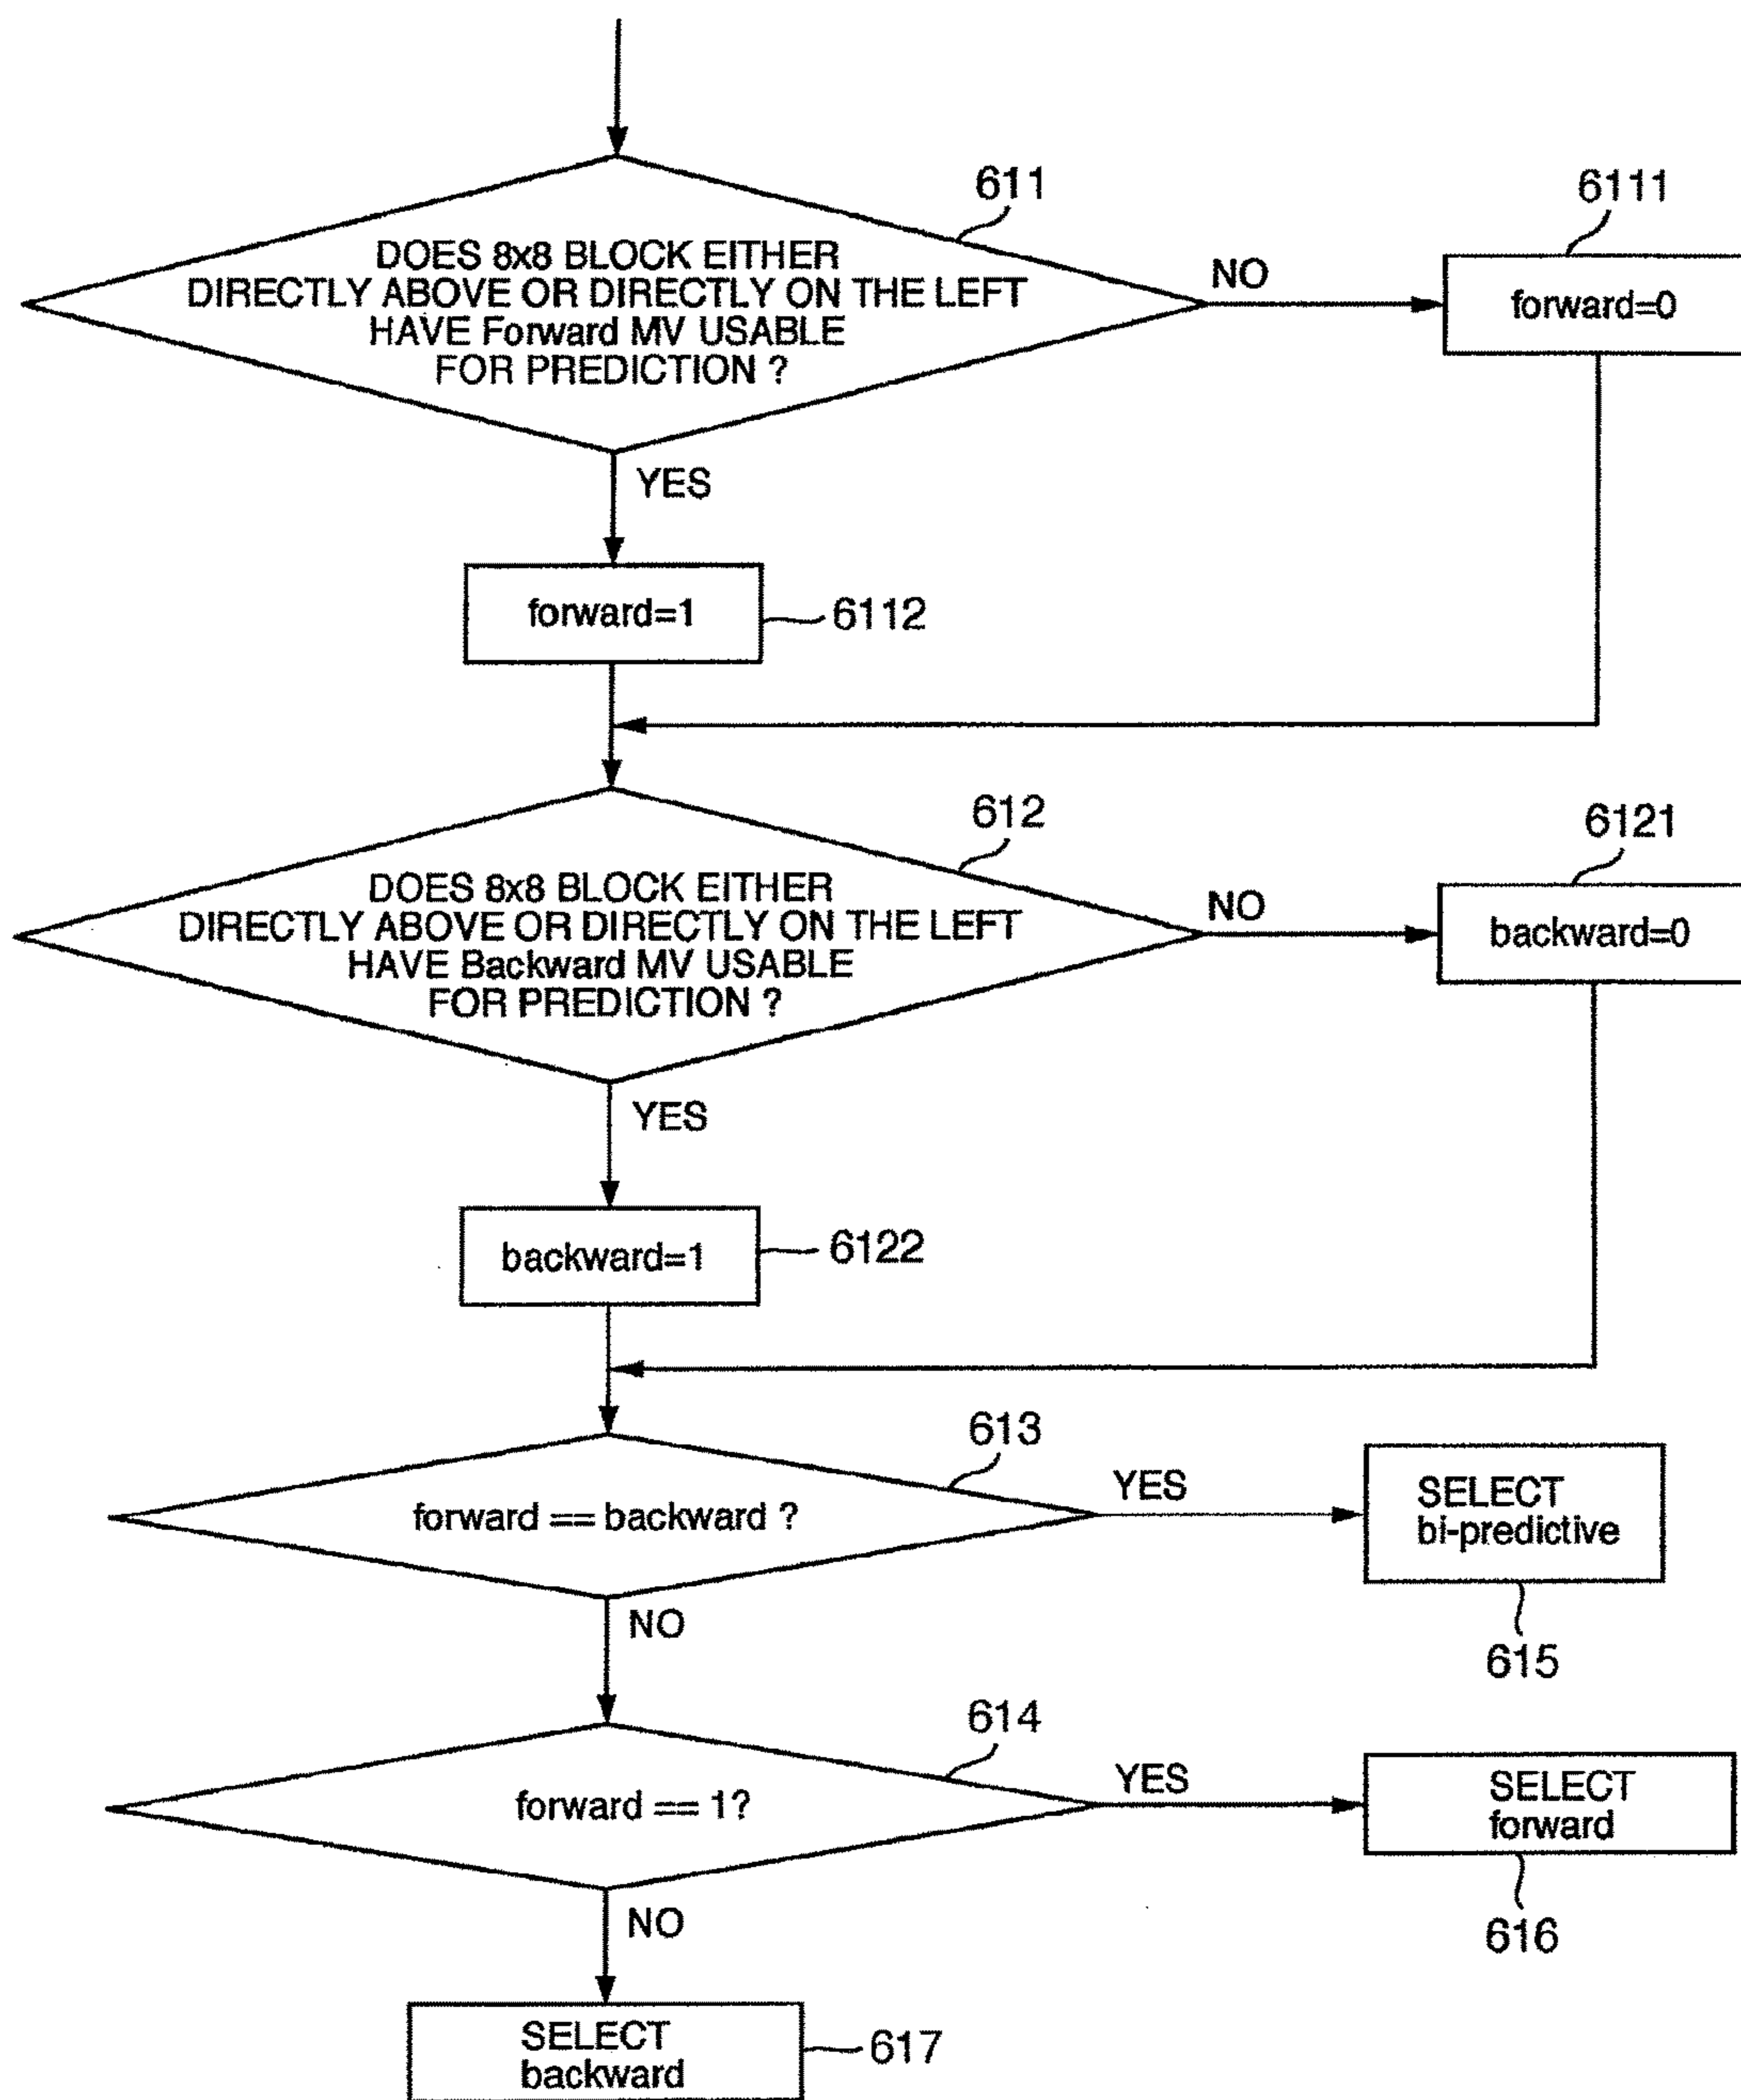 611
6111
DOES 8x8 BLOCK EITHER
DIRECTLY ABOVE OR DIRECTLY ON THE LEFT
HAVE Forward MV USABLE
FOR PREDICTION ?
NO
forward=0
YES
forward=1
6112
612
6121
DOES 8x8 BLOCK EITHER
DIRECTLY ABOVE OR DIRECTLY ON THE LEFT
HAVE Backward MV USABLE
FOR PREDICTION ?
NO
backward=0
YES
backward=1
6122
613
forward == backward ?
YES
SELECT
bi-predictive
615
NO
614
forward == 1?
YES
SELECT
forward
616
NO
SELECT
backward
617